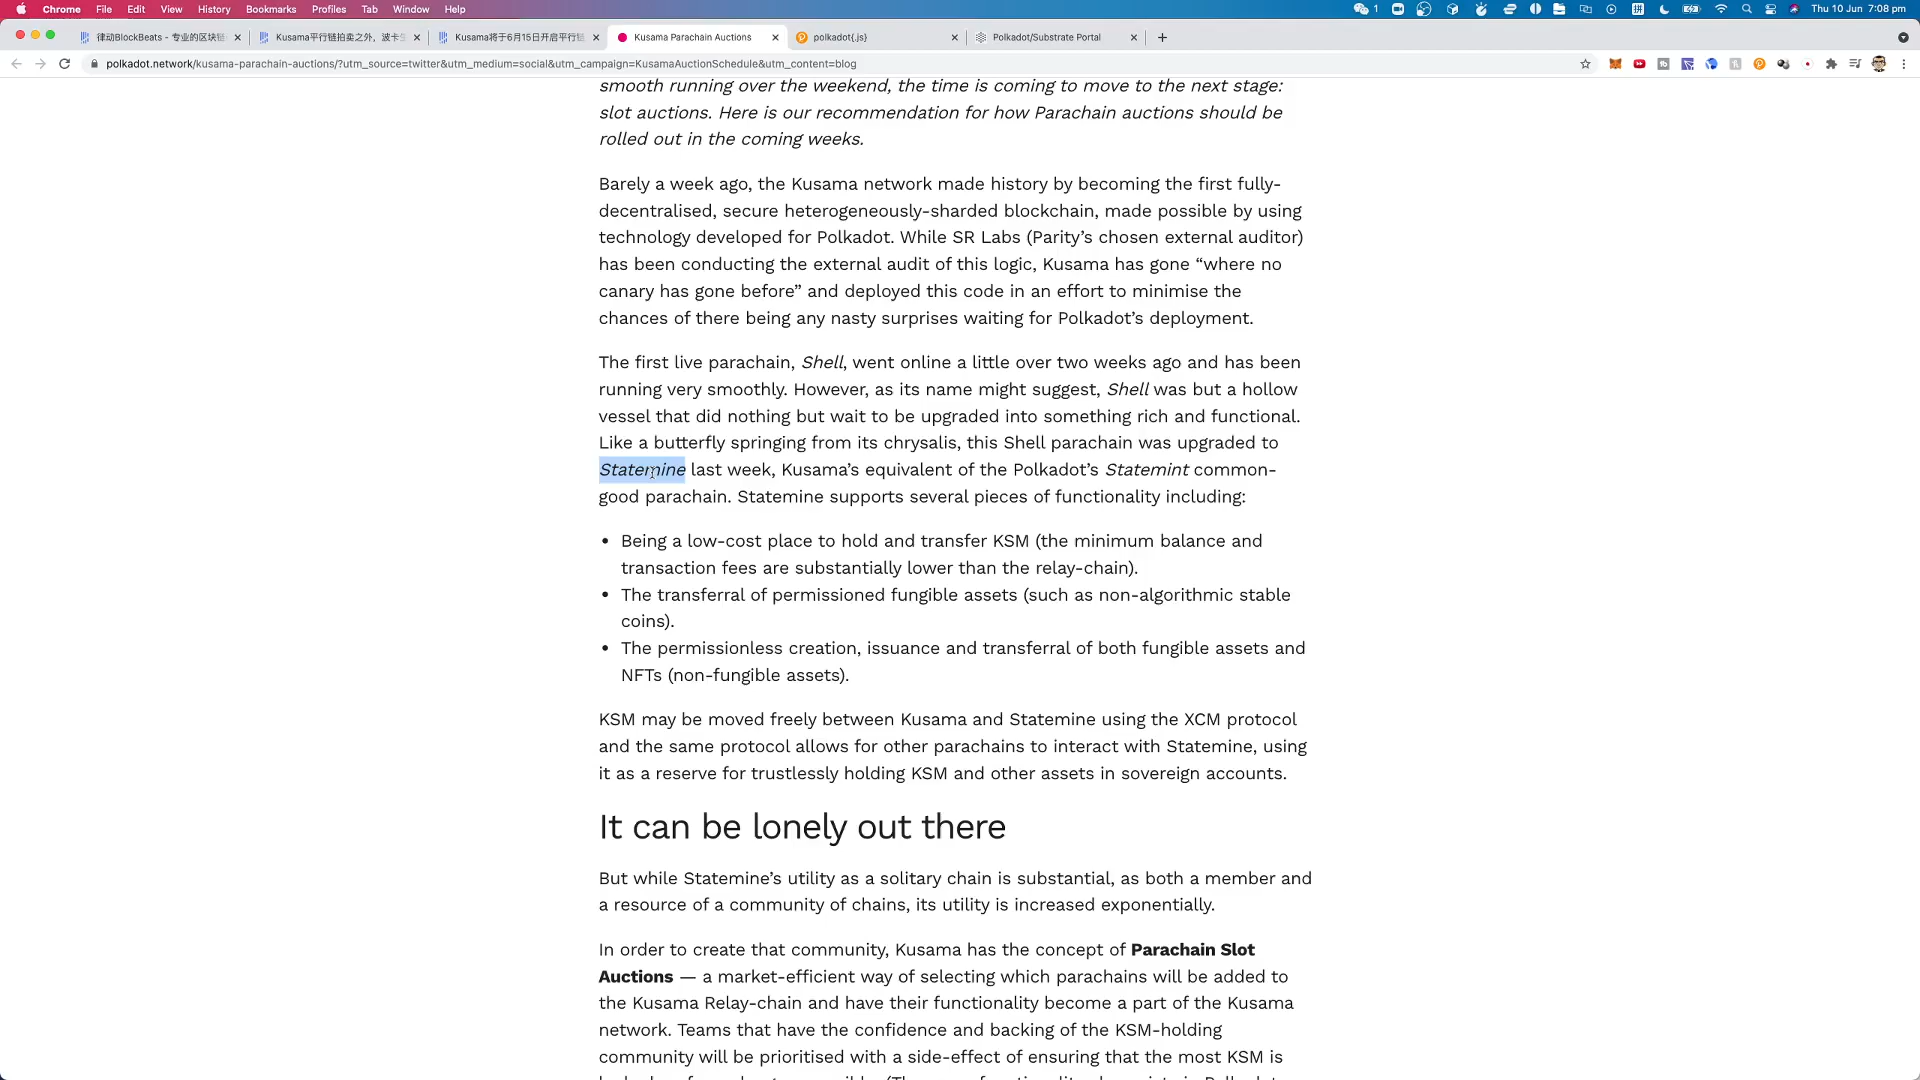 Chrome File Edit View History Bookmarks Profiles Tab Window Help
1
Thu 10 Jun 7:08 pm
律动BlockBeats - 专业的区块链
Kusama平行链拍卖之外，波卡生
Kusama将于6月15日开启平行链
Kusama Parachain Auctions
polkadot{.js}
Polkadot/Substrate Portal
polkadot.network/kusama-parachain-auctions/?utm_source=twitter&utm_medium=social&utm_campaign=KusamaAuctionSchedule&utm_content=blog
smooth running over the weekend, the time is coming to move to the next stage:
slot auctions. Here is our recommendation for how Parachain auctions should be
rolled out in the coming weeks.
Barely a week ago, the Kusama network made history by becoming the first fully-
decentralised, secure heterogeneously-sharded blockchain, made possible by using
technology developed for Polkadot. While SR Labs (Parity’s chosen external auditor)
has been conducting the external audit of this logic, Kusama has gone “where no
canary has gone before” and deployed this code in an effort to minimise the
chances of there being any nasty surprises waiting for Polkadot’s deployment.
The first live parachain, Shell, went online a little over two weeks ago and has been
running very smoothly. However, as its name might suggest, Shell was but a hollow
vessel that did nothing but wait to be upgraded into something rich and functional.
Like a butterfly springing from its chrysalis, this Shell parachain was upgraded to
Statemine last week, Kusama’s equivalent of the Polkadot’s Statemint common-
good parachain. Statemine supports several pieces of functionality including:
• Being a low-cost place to hold and transfer KSM (the minimum balance and
transaction fees are substantially lower than the relay-chain).
• The transferral of permissioned fungible assets (such as non-algorithmic stable
coins).
• The permissionless creation, issuance and transferral of both fungible assets and
NFTs (non-fungible assets).
KSM may be moved freely between Kusama and Statemine using the XCM protocol
and the same protocol allows for other parachains to interact with Statemine, using
it as a reserve for trustlessly holding KSM and other assets in sovereign accounts.
It can be lonely out there
But while Statemine’s utility as a solitary chain is substantial, as both a member and
a resource of a community of chains, its utility is increased exponentially.
In order to create that community, Kusama has the concept of Parachain Slot
Auctions — a market-efficient way of selecting which parachains will be added to
the Kusama Relay-chain and have their functionality become a part of the Kusama
network. Teams that have the confidence and backing of the KSM-holding
community will be prioritised with a side-effect of ensuring that the most KSM is